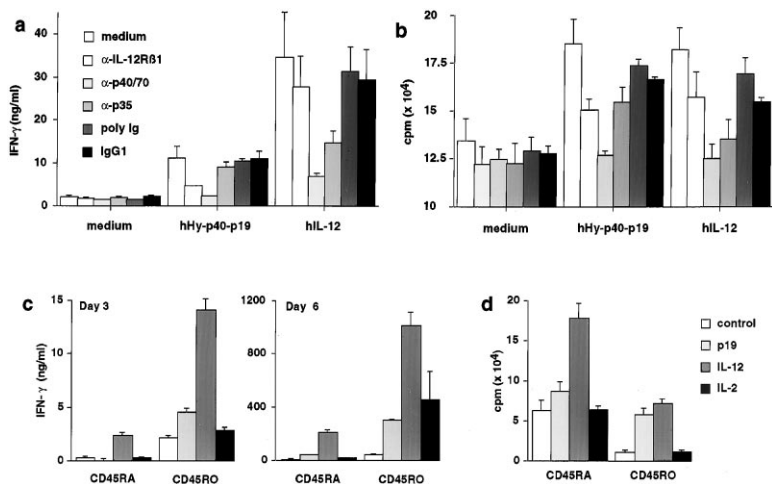 a
IFN-γ (ng/ml)
40
30
20
10
0
medium
α-IL-12Rß1
α-p40/70
α-p35
poly Ig
IgG1
medium
hHy-p40-p19
hIL-12
b
cpm (x 10⁴)
20
17.5
15
12.5
10
medium
hHy-p40-p19
hIL-12
c
IFN- γ (ng/ml)
15
10
5
0
Day 3
CD45RA
CD45RO
1200
800
400
0
Day 6
CD45RA
CD45RO
d
cpm (x 10⁴)
20
15
10
5
0
CD45RA
CD45RO
control
p19
IL-12
IL-2